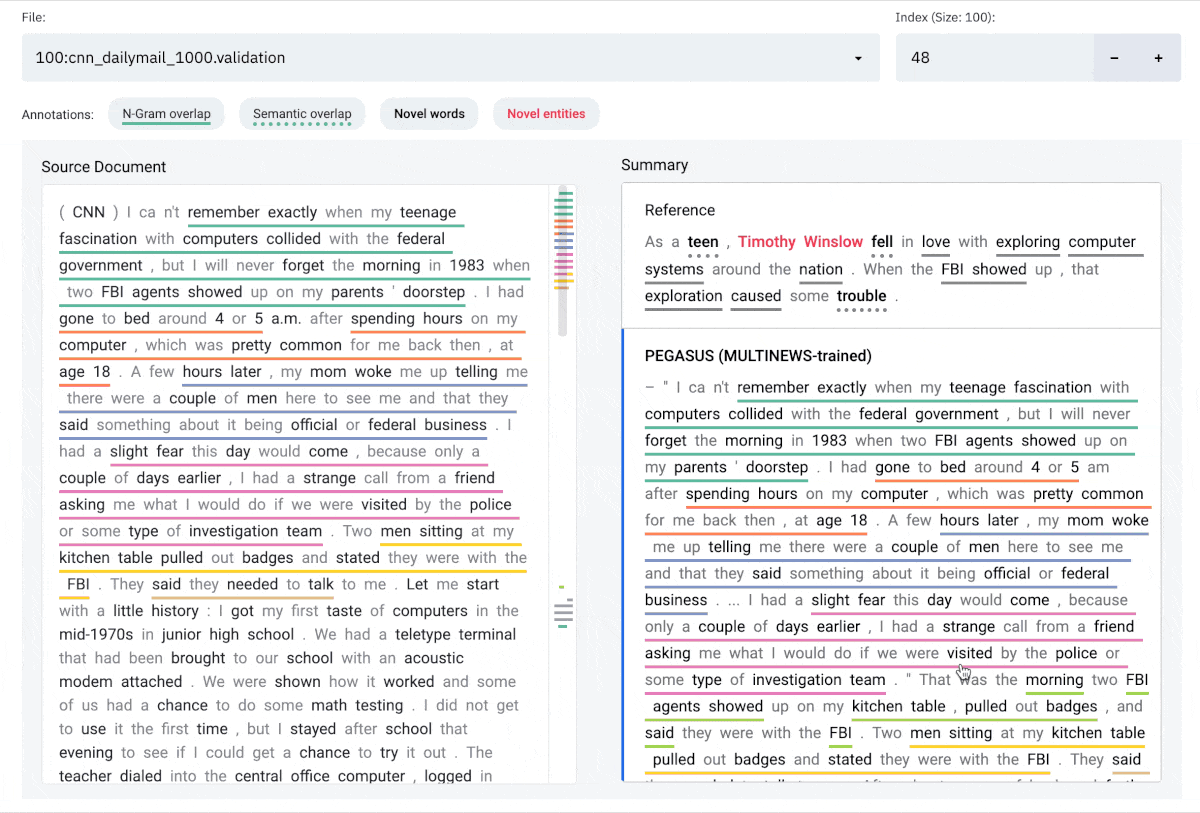 File:
Index (Size: 100):
100:cnn_dailymail_1000.validation
48
−
+
Annotations:
N-Gram overlap
Semantic overlap
Novel words
Novel entities
Source Document
( CNN ) I ca n't remember exactly when my teenage
fascination with computers collided with the federal
government , but I will never forget the morning in 1983 when
two FBI agents showed up on my parents ' doorstep . I had
gone to bed around 4 or 5 a.m. after spending hours on my
computer , which was pretty common for me back then , at
age 18 . A few hours later , my mom woke me up telling me
there were a couple of men here to see me and that they
said something about it being official or federal business . I
had a slight fear this day would come , because only a
couple of days earlier , I had a strange call from a friend
asking me what I would do if we were visited by the police
or some type of investigation team . Two men sitting at my
kitchen table pulled out badges and stated they were with the
FBI . They said they needed to talk to me . Let me start
with a little history : I got my first taste of computers in the
mid-1970s in junior high school . We had a teletype terminal
that had been brought to our school with an acoustic
modem attached . We were shown how it worked and some
of us had a chance to do some math testing . I did not get
to use it the first time , but I stayed after school that
evening to see if I could get a chance to try it out . The
teacher dialed into the central office computer , logged in
Summary
Reference
As a teen , Timothy Winslow fell in love with exploring computer
systems around the nation . When the FBI showed up , that
exploration caused some trouble .
PEGASUS (MULTINEWS-trained)
– " I ca n't remember exactly when my teenage fascination with
computers collided with the federal government , but I will never
forget the morning in 1983 when two FBI agents showed up on
my parents ' doorstep . I had gone to bed around 4 or 5 am
after spending hours on my computer , which was pretty common
for me back then , at age 18 . A few hours later , my mom woke
me up telling me there were a couple of men here to see me
and that they said something about it being official or federal
business . ... I had a slight fear this day would come , because
only a couple of days earlier , I had a strange call from a friend
asking me what I would do if we were visited by the police or
some type of investigation team . " That was the morning two FBI
agents showed up on my kitchen table , pulled out badges , and
said they were with the FBI . Two men sitting at my kitchen table
pulled out badges and stated they were with the FBI . They said